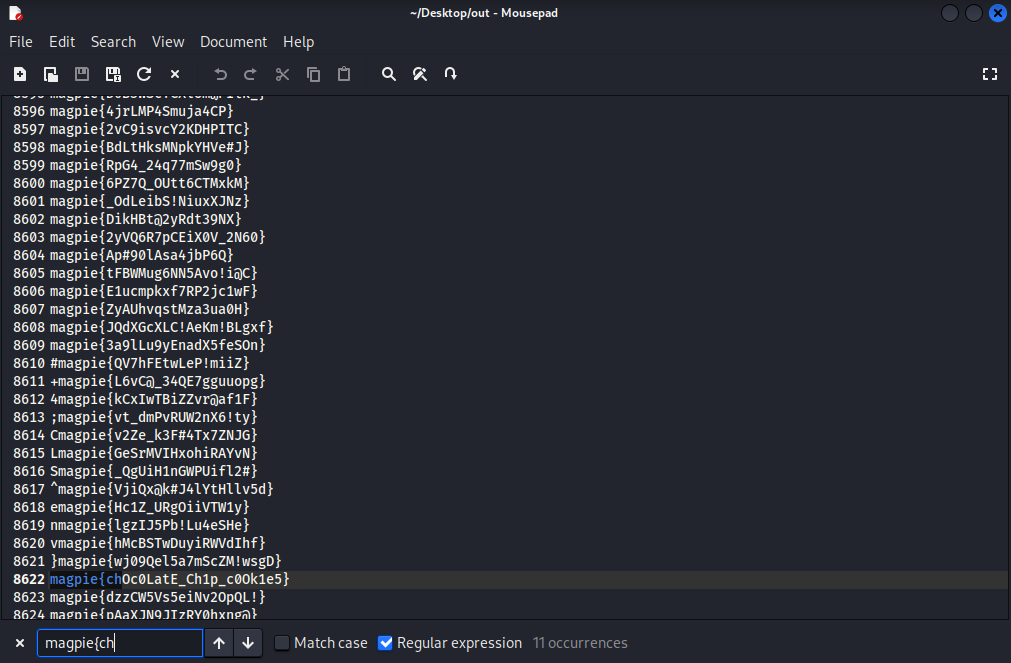 ~/Desktop/out - Mousepad
File Edit Search View Document Help
8596 magpie{4jrLMP4Smuja4CP}
8597 magpie{2vC9isvcY2KDHPITC}
8598 magpie{BdLtHksMNpkYHVe#J}
8599 magpie{RpG4_24q77mSw9g0}
8600 magpie{6PZ7Q_OUtt6CTMxkM}
8601 magpie{_OdLeibS!NiuxXJNz}
8602 magpie{DikHBt@2yRdt39NX}
8603 magpie{2yVQ6R7pCEiX0V_2N60}
8604 magpie{Ap#90lAsa4jbP6Q}
8605 magpie{tFBWMug6NN5Avo!i@C}
8606 magpie{E1ucmpkxf7RP2jc1wF}
8607 magpie{ZyAUhvqstMza3ua0H}
8608 magpie{JQdXGcXLC!AeKm!BLgxf}
8609 magpie{3a9lLu9yEnadX5feSOn}
8610 #magpie{QV7hFEtwLeP!miiZ}
8611 +magpie{L6vC@_34QE7gguuopg}
8612 4magpie{kCxIwTBiZZvr@af1F}
8613 ;magpie{vt_dmPvRUW2nX6!ty}
8614 Cmagpie{v2Ze_k3F#4Tx7ZNJG}
8615 Lmagpie{GeSrMVIHxohiRAYvN}
8616 Smagpie{_QgUiH1nGWPUifl2#}
8617 ^magpie{VjiQx@k#J4lYtHllv5d}
8618 emagpie{Hc1Z_URgOiiVTW1y}
8619 nmagpie{lgzIJ5Pb!Lu4eSHe}
8620 vmagpie{hMcBSTwDuyiRWVdIhf}
8621 }magpie{wj09Qel5a7mScZM!wsgD}
8622 magpie{chOc0LatE_Ch1p_c0Ok1e5}
8623 magpie{dzzCW5Vs5eiNv2OpQL!}
8624 magpie{pAaXJN9JIzRY0hxng@}
magpie{ch Match case Regular expression 11 occurrences